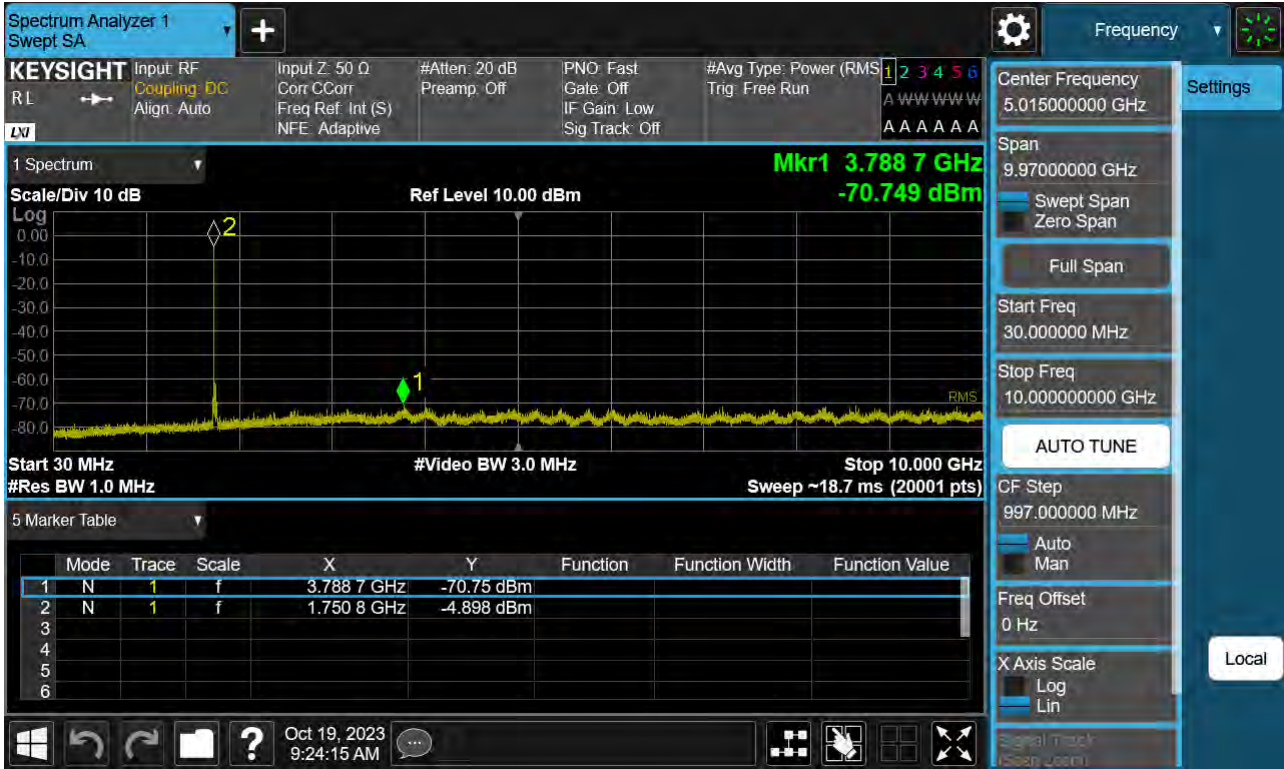 Spectrum Analyzer 1
Swept SA
Frequency
KEYSIGHT
RL
LXI
Input: RF
Coupling: DC
Align: Auto
Input Z: 50 Ω
Corr CCorr
Freq Ref: Int (S)
NFE: Adaptive
#Atten: 20 dB
Preamp: Off
PNO: Fast
Gate: Off
IF Gain: Low
Sig Track: Off
#Avg Type: Power (RMS
Trig: Free Run
1 2 3 4 5 6
A W W W W W
A A A A A A
1 Spectrum
Scale/Div 10 dB
Ref Level 10.00 dBm
Mkr1 3.788 7 GHz
-70.749 dBm
Log
0.00
-10.0
-20.0
-30.0
-40.0
-50.0
-60.0
-70.0
-80.0
2
1
RMS
Start 30 MHz
#Video BW 3.0 MHz
Stop 10.000 GHz
#Res BW 1.0 MHz
Sweep ~18.7 ms (20001 pts)
5 Marker Table
Mode Trace Scale X Y Function Function Width Function Value
1 N 1 f 3.788 7 GHz -70.75 dBm
2 N 1 f 1.750 8 GHz -4.898 dBm
3
4
5
6
Oct 19, 2023
9:24:15 AM
Center Frequency
5.015000000 GHz
Span
9.97000000 GHz
Swept Span
Zero Span
Full Span
Start Freq
30.000000 MHz
Stop Freq
10.000000000 GHz
AUTO TUNE
CF Step
997.000000 MHz
Auto
Man
Freq Offset
0 Hz
X Axis Scale
Log
Lin
Signal Track
(Span Zoom)
Settings
Local